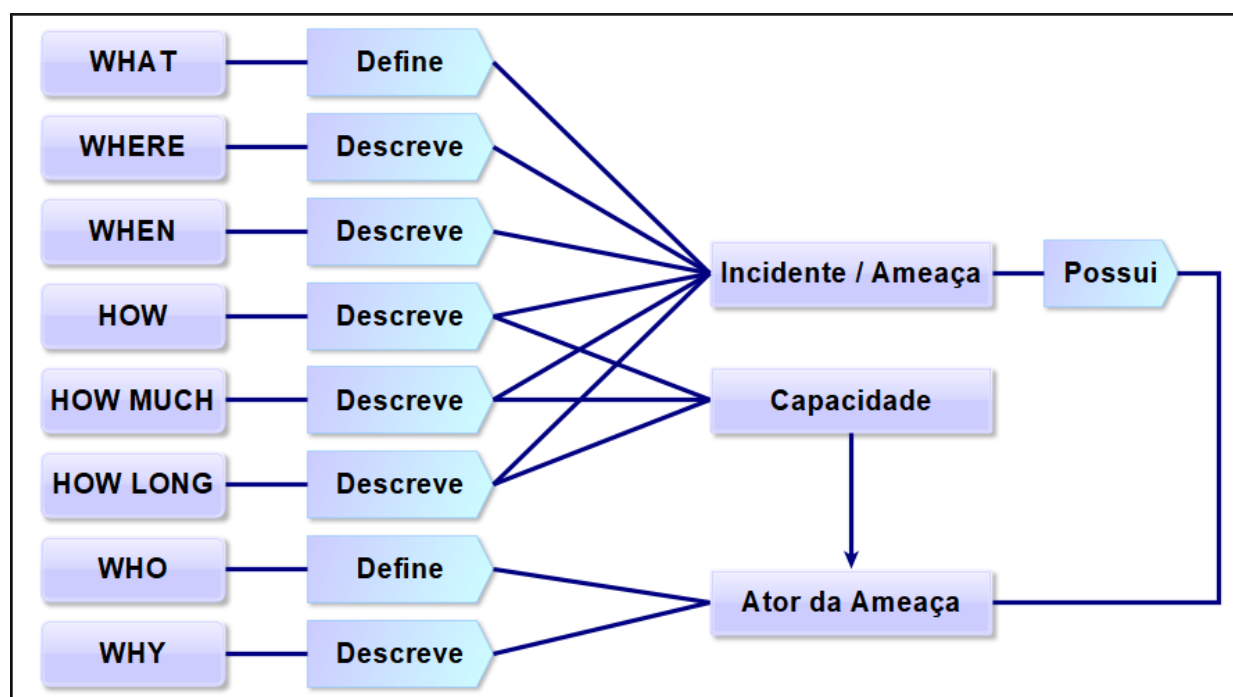 WHAT
Define
WHERE
Descreve
WHEN
Descreve
Incidente / Ameaça
Possui
HOW
Descreve
HOW MUCH
Descreve
Capacidade
HOW LONG
Descreve
WHO
Define
Ator da Ameaça
WHY
Descreve